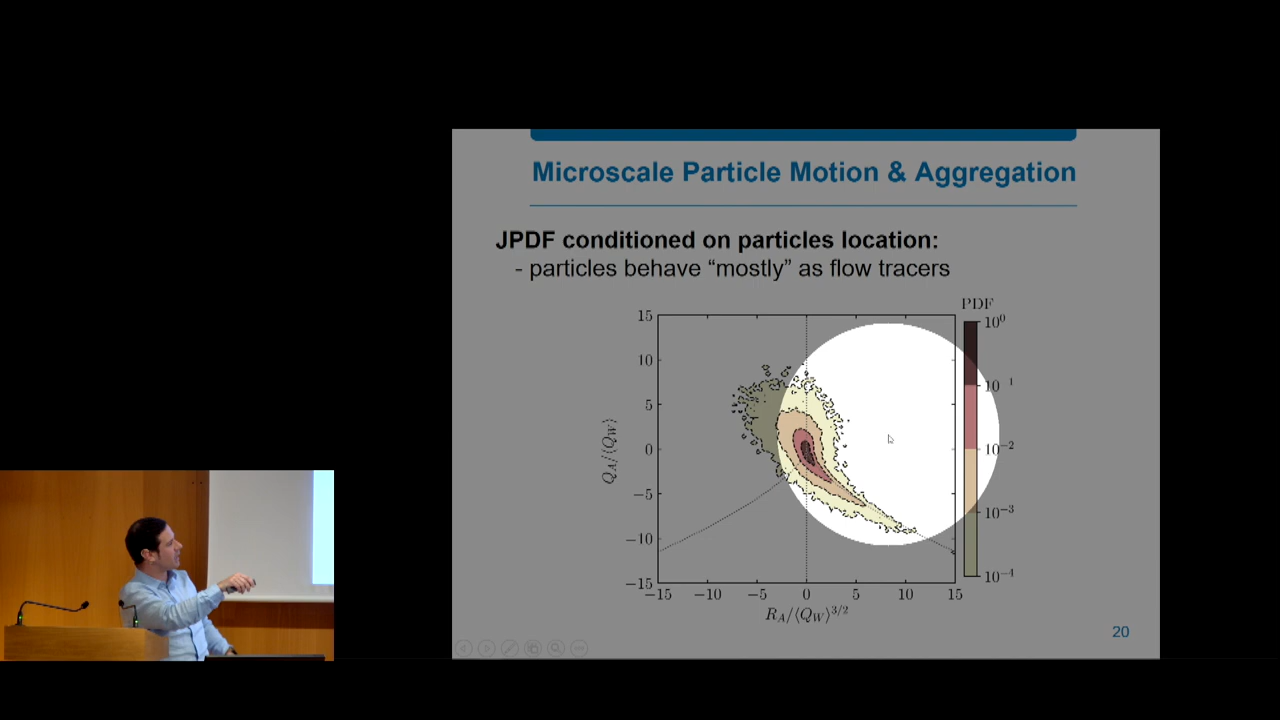 Microscale Particle Motion & Aggregation
JPDF conditioned on particles location:
- particles behave “mostly” as flow tracers
PDF
15
10
5
0
−5
−10
−15
Q_A/⟨Q_W⟩
−15 −10 −5 0 5 10 15
R_A/⟨Q_W⟩^{3/2}
10^0
10^{-1}
10^{-2}
10^{-3}
10^{-4}
20